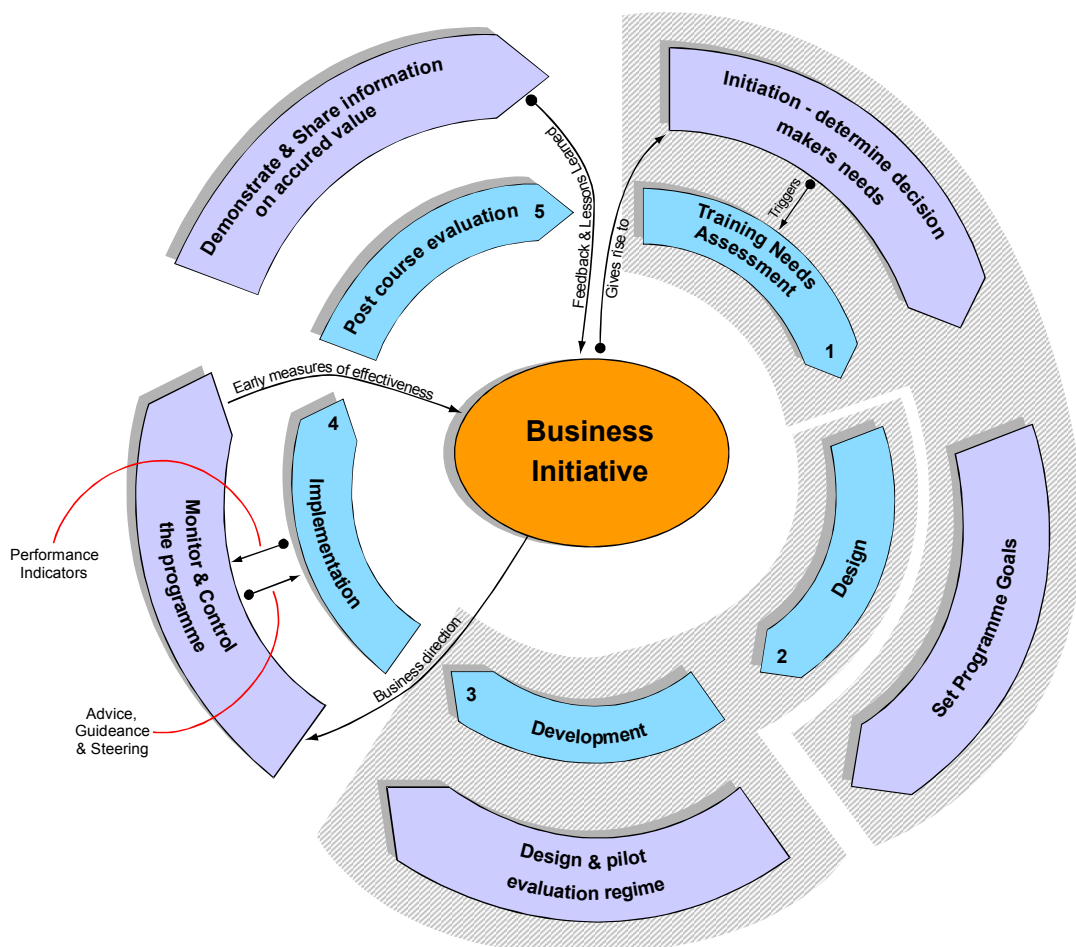 Demonstrate & Share information
on accured value
Initiation - determine decision
makers needs
Feedback & Lessons Learned
Gives rise to
Triggers
Post course evaluation
5
Training Needs
Assessment
1
Early measures of effectiveness
Business
Initiative
4
Implementation
Monitor & Control
the programme
Performance
Indicators
Advice,
Guideance
& Steering
Business direction
Design
2
Set Programme Goals
3
Development
Design & pilot
evaluation regime